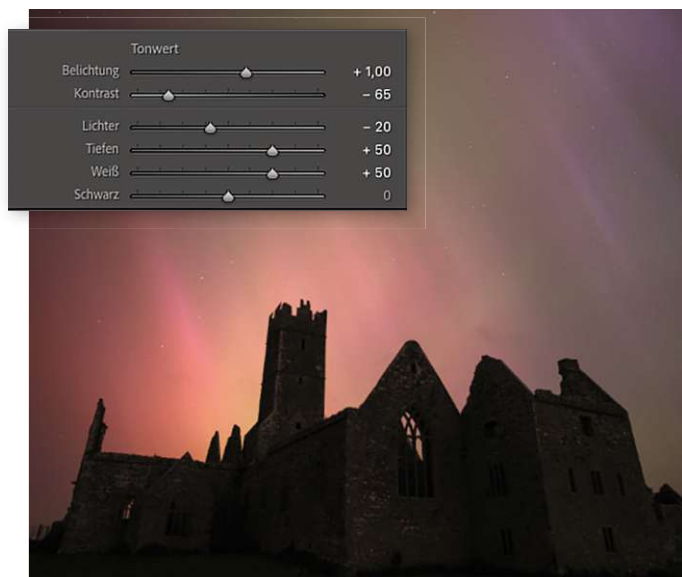 Tonwert
Belichtung + 1,00
Kontrast – 65
Lichter – 20
Tiefen + 50
Weiß + 50
Schwarz 0